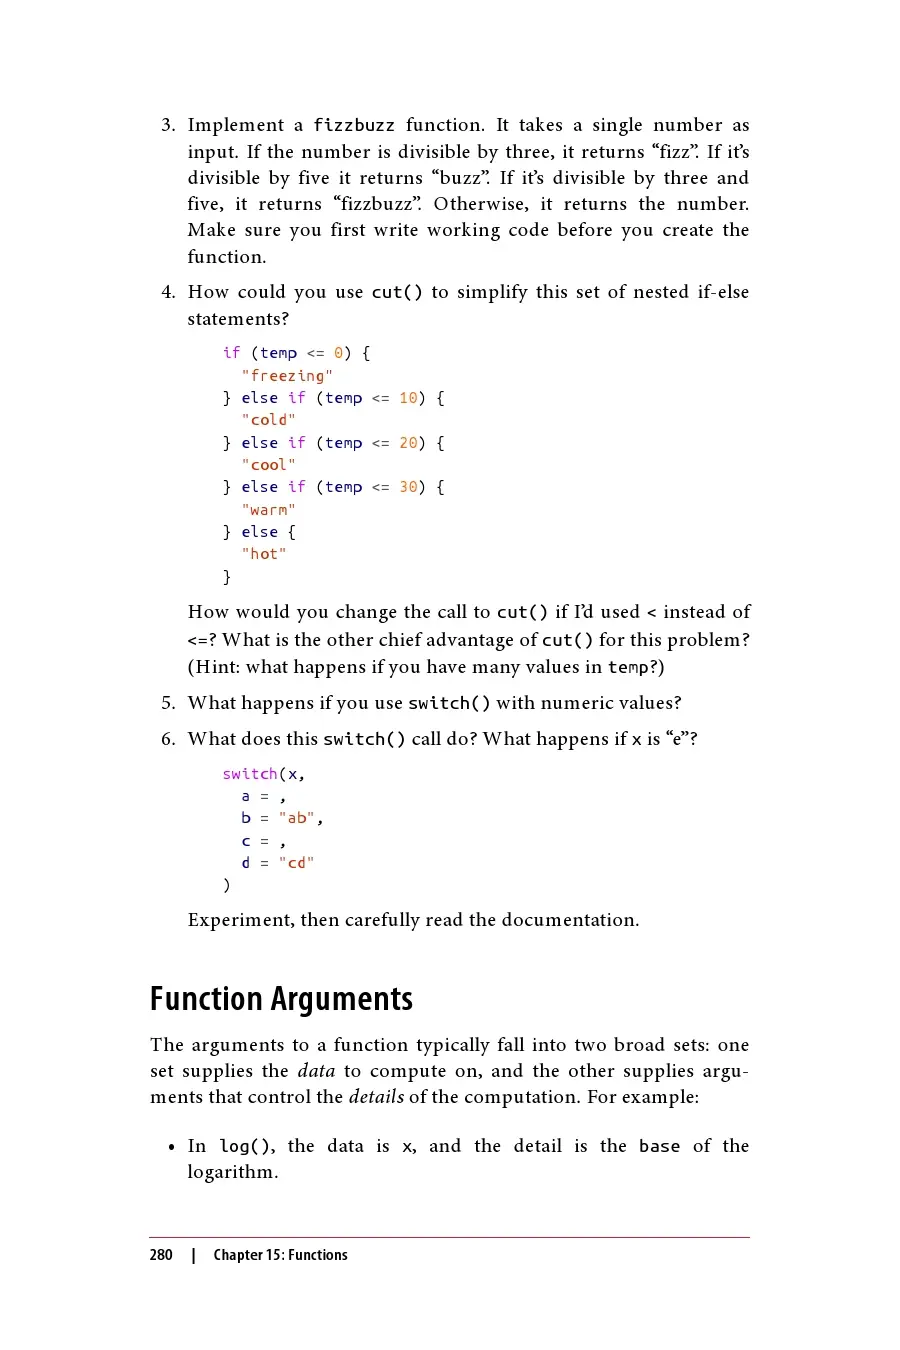 3. Implement a fizzbuzz function. It takes a single number as
input. If the number is divisible by three, it returns “fizz”. If it’s
divisible by five it returns “buzz”. If it’s divisible by three and
five, it returns “fizzbuzz”. Otherwise, it returns the number.
Make sure you first write working code before you create the
function.
4. How could you use cut() to simplify this set of nested if-else
statements?
if (temp <= 0) {
  "freezing"
} else if (temp <= 10) {
  "cold"
} else if (temp <= 20) {
  "cool"
} else if (temp <= 30) {
  "warm"
} else {
  "hot"
}
How would you change the call to cut() if I’d used < instead of
<=? What is the other chief advantage of cut() for this problem?
(Hint: what happens if you have many values in temp?)
5. What happens if you use switch() with numeric values?
6. What does this switch() call do? What happens if x is “e”?
switch(x,
  a = ,
  b = "ab",
  c = ,
  d = "cd"
)
Experiment, then carefully read the documentation.
Function Arguments
The arguments to a function typically fall into two broad sets: one
set supplies the data to compute on, and the other supplies argu-
ments that control the details of the computation. For example:
• In log(), the data is x, and the detail is the base of the
logarithm.
280 | Chapter 15: Functions